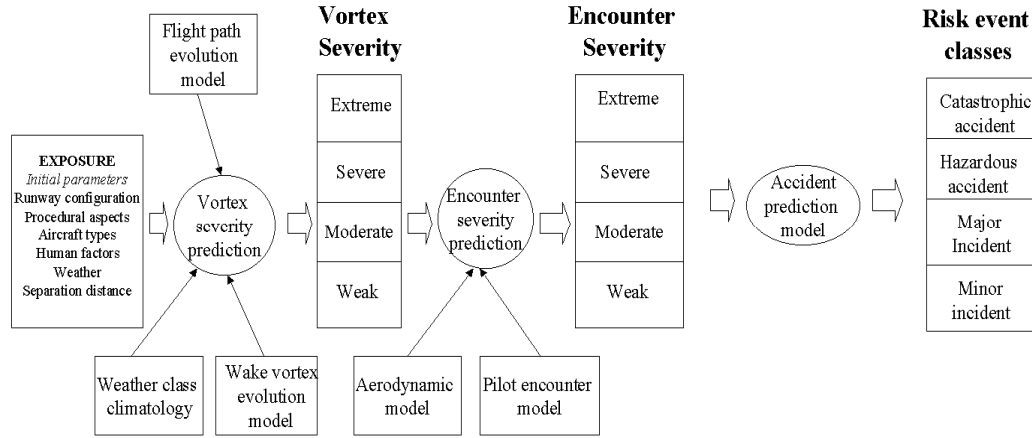 Flight path
evolution
model
Vortex
Severity
Encounter
Severity
Risk event
classes
EXPOSURE
Initial parameters
Runway configuration
Procedural aspects
Aircraft types
Human factors
Weather
Separation distance
Vortex
severity
prediction
Extreme
Severe
Moderate
Weak
Encounter
severity
prediction
Extreme
Severe
Moderate
Weak
Accident
prediction
model
Catastrophic
accident
Hazardous
accident
Major
Incident
Minor
incident
Weather class
climatology
Wake vortex
evolution
model
Aerodynamic
model
Pilot encounter
model